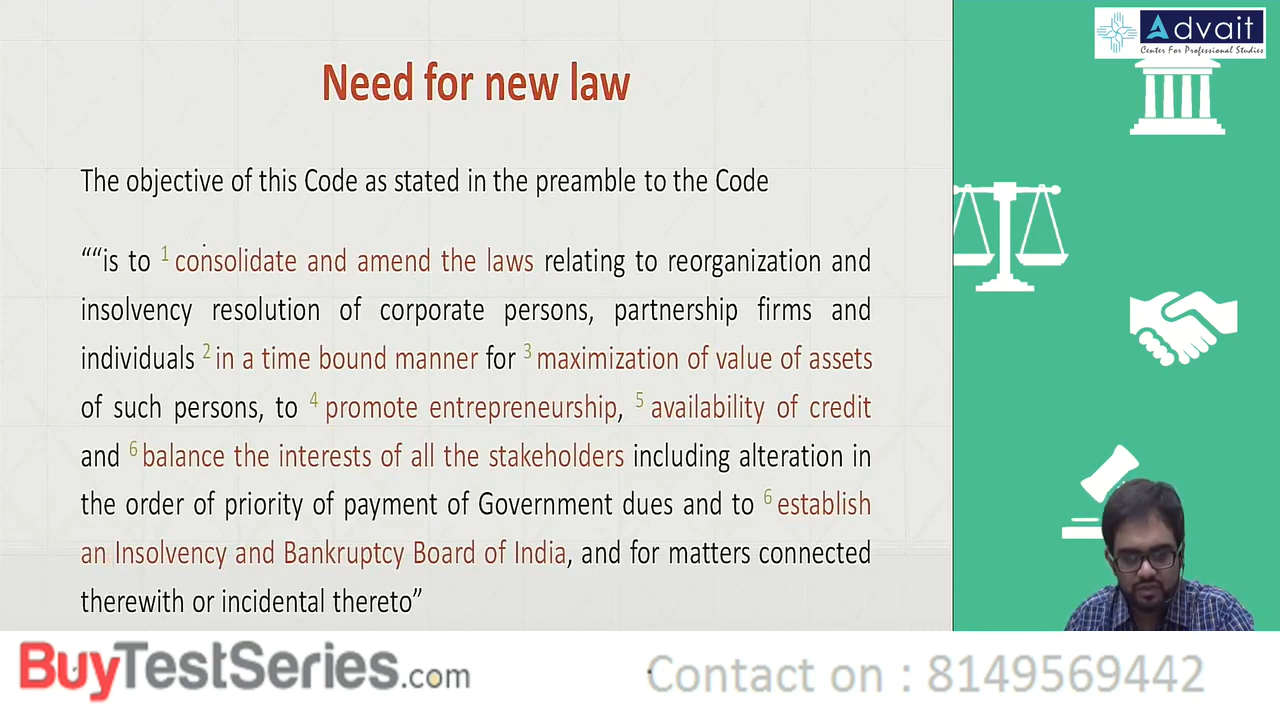 Advait
Center For Professional Studies
Need for new law
The objective of this Code as stated in the preamble to the Code
““is to 1 consolidate and amend the laws relating to reorganization and
insolvency resolution of corporate persons, partnership firms and
individuals 2 in a time bound manner for 3 maximization of value of assets
of such persons, to 4 promote entrepreneurship, 5 availability of credit
and 6 balance the interests of all the stakeholders including alteration in
the order of priority of payment of Government dues and to 6 establish
an Insolvency and Bankruptcy Board of India, and for matters connected
therewith or incidental thereto”
BuyTestSeries.com
Contact on : 8149569442